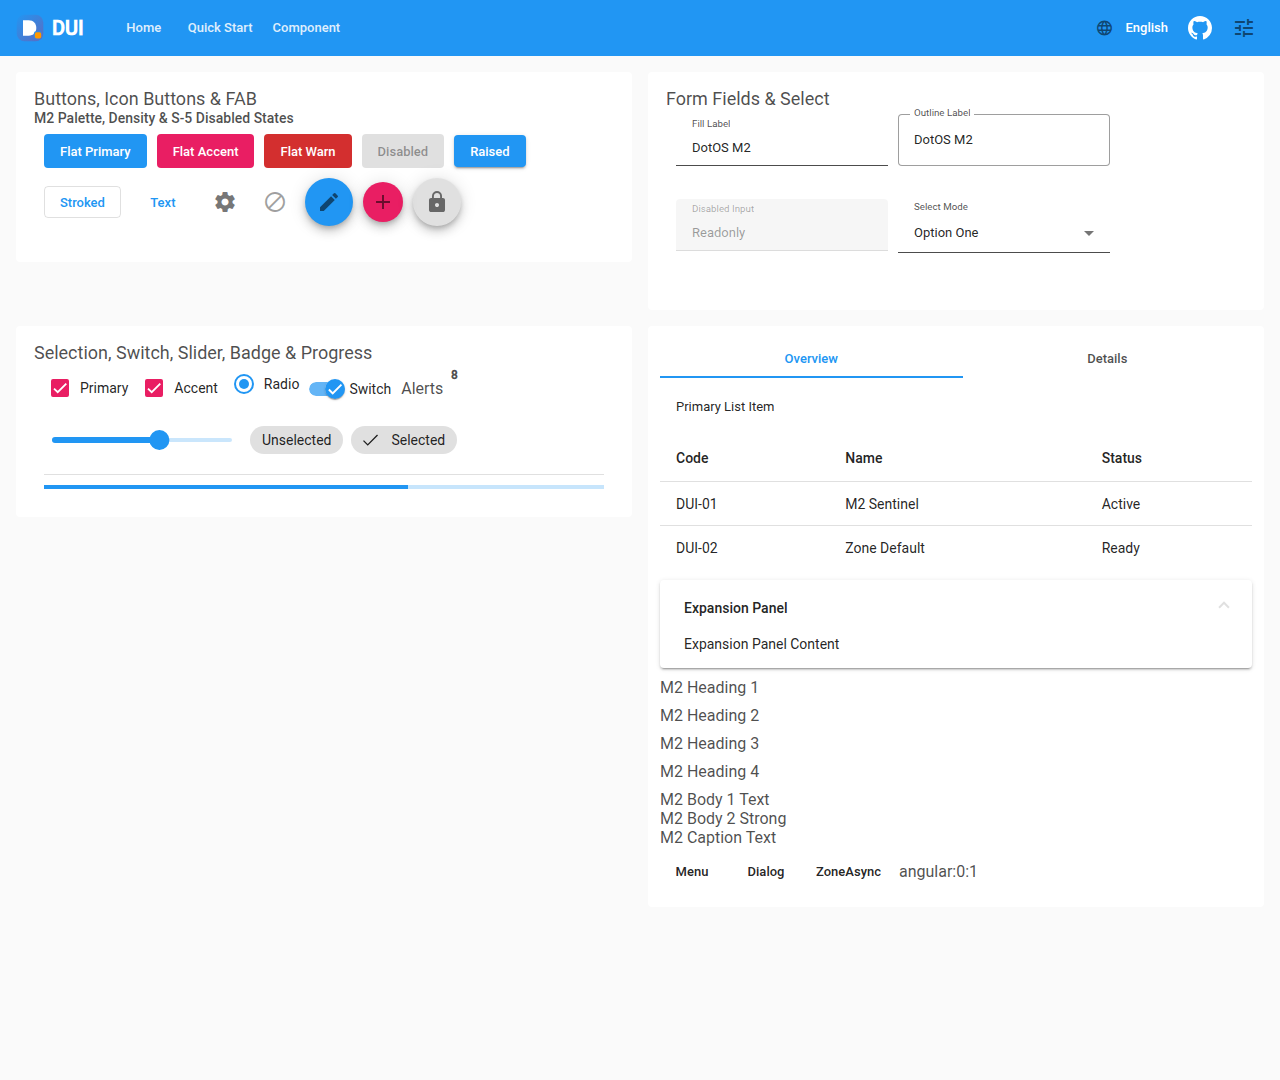 DUI Home Quick Start Component English
Buttons, Icon Buttons & FAB
M2 Palette, Density & S-5 Disabled States
Flat Primary Flat Accent Flat Warn Disabled Raised
Stroked Text
Form Fields & Select
Fill Label
DotOS M2
Outline Label
DotOS M2
Disabled Input
Readonly
Select Mode
Option One
Selection, Switch, Slider, Badge & Progress
Primary Accent Radio Switch Alerts 8
Unselected Selected
Overview Details
Primary List Item
Code Name Status
DUI-01 M2 Sentinel Active
DUI-02 Zone Default Ready
Expansion Panel
Expansion Panel Content
M2 Heading 1
M2 Heading 2
M2 Heading 3
M2 Heading 4
M2 Body 1 Text
M2 Body 2 Strong
M2 Caption Text
Menu Dialog ZoneAsync angular:0:1